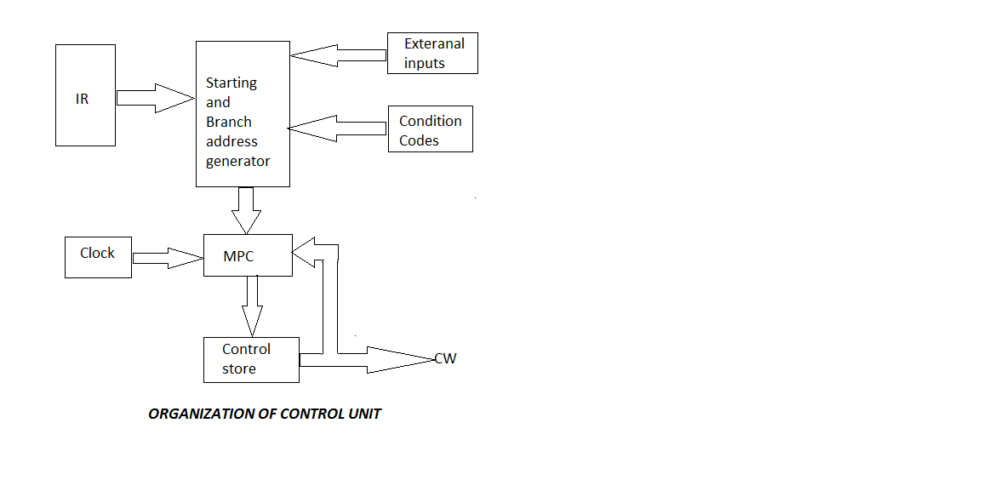 Exteranal
inputs
IR
Starting
and
Branch
address
generator
Condition
Codes
Clock
MPC
Control
store
CW
ORGANIZATION OF CONTROL UNIT